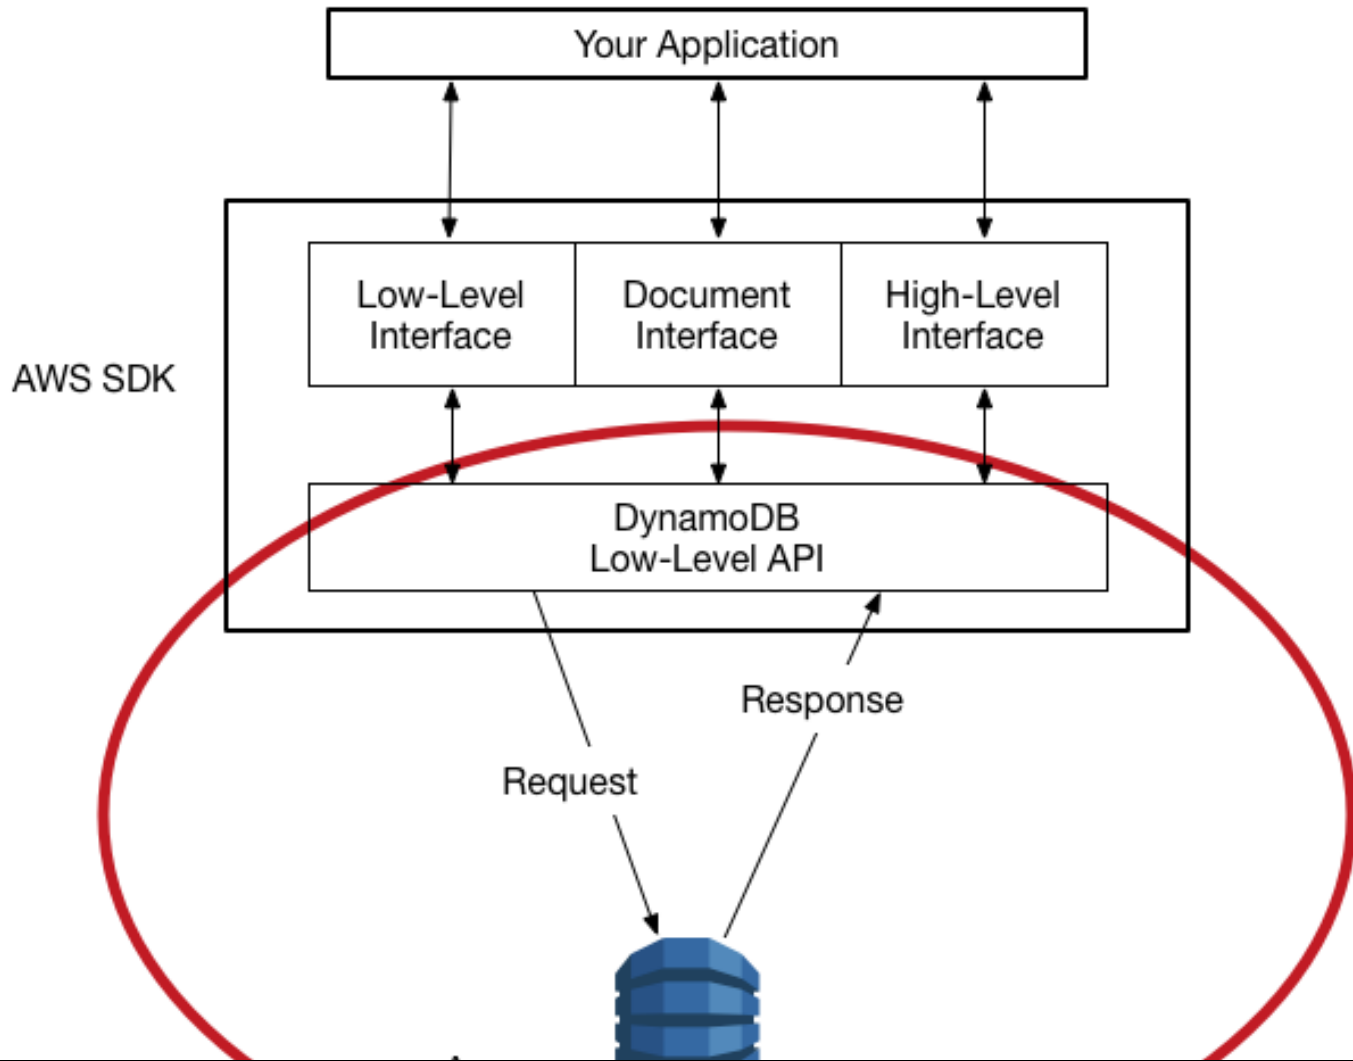 Your Application
Low-Level
Interface
Document
Interface
High-Level
Interface
AWS SDK
DynamoDB
Low-Level API
Response
Request